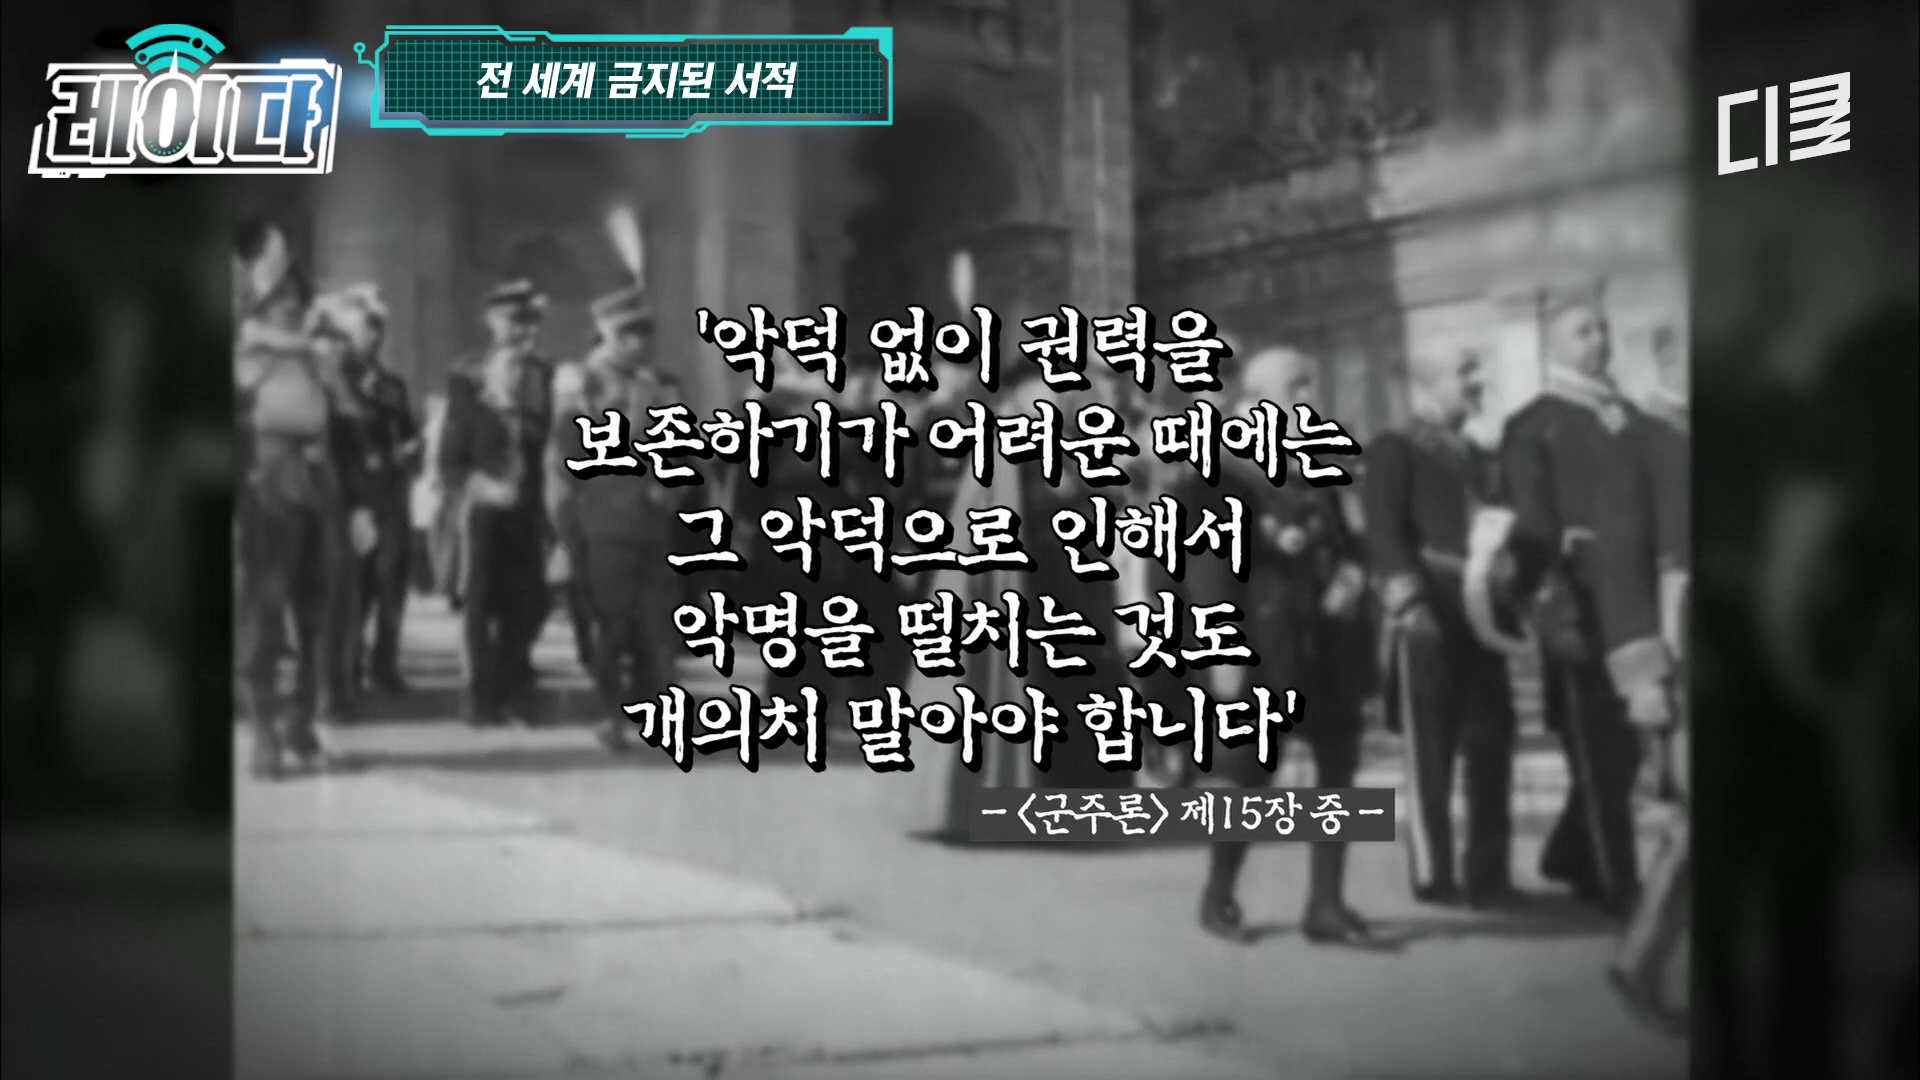 레이다
전 세계 금지된 서적
디글
'악덕 없이 권력을
보존하기가 어려운 때에는
그 악덕으로 인해서
악명을 떨치는 것도
개의치 말아야 합니다'
-〈군주론〉 제15장 중-